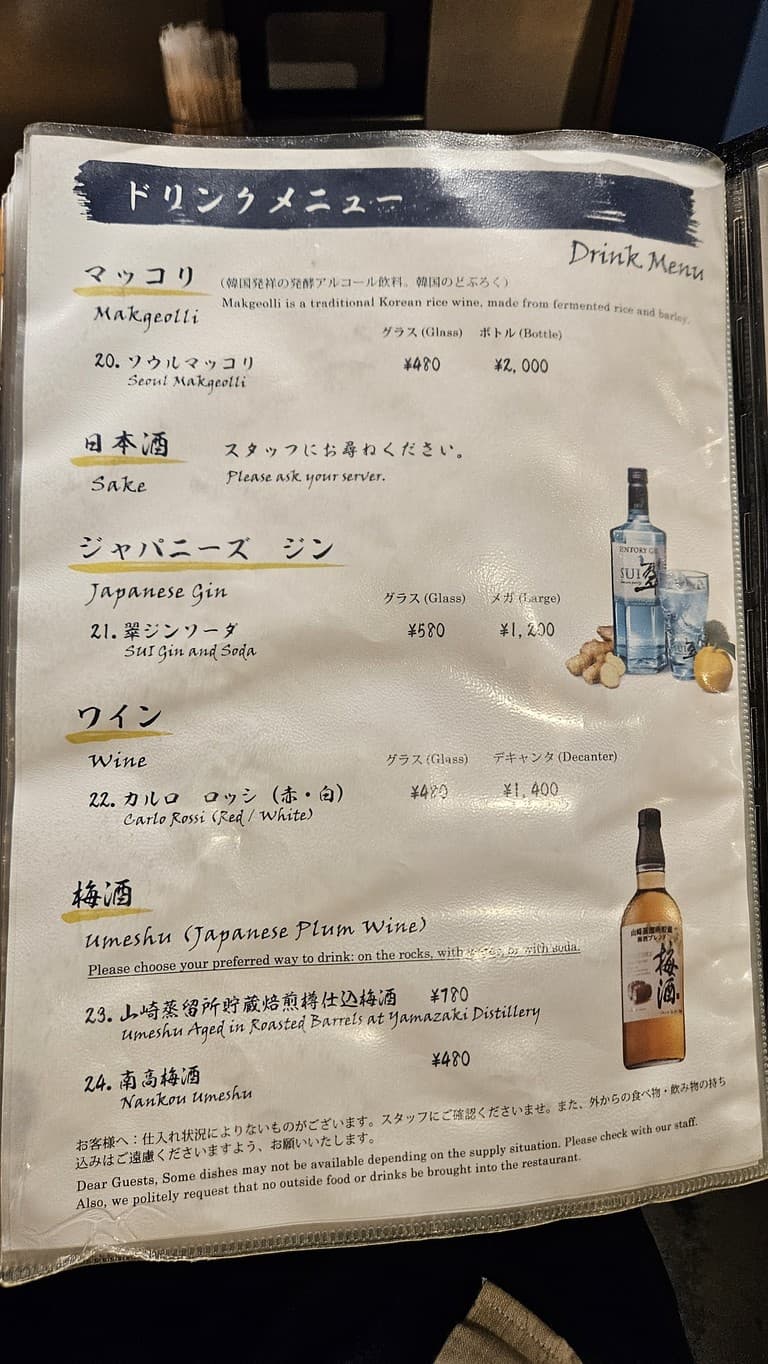 ドリンクメニュー
Drink Menu
マッコリ (韓国発祥の発酵アルコール飲料。韓国のどぶろく)
Makgeolli Makgeolli is a traditional Korean rice wine, made from fermented rice and barley.
グラス (Glass) ボトル (Bottle)
20. ソウルマッコリ ¥480 ¥2,000
Seoul Makgeolli
日本酒 スタッフにお尋ねください。
Sake Please ask your server.
ジャパニーズ ジン
Japanese Gin グラス (Glass) メガ (Large)
21. 翠ジンソーダ ¥580 ¥1,200
SUI Gin and Soda
SUNTORY GIN
SUI 翠
ワイン
Wine グラス (Glass) デキャンタ (Decanter)
22. カルロ ロッシ (赤・白) ¥480 ¥1,400
Carlo Rossi (Red / White)
梅酒
Umeshu (Japanese Plum Wine)
Please choose your preferred way to drink: on the rocks, with or with soda.
23. 山崎蒸留所貯蔵焙煎樽仕込梅酒 ¥780
Umeshu Aged in Roasted Barrels at Yamazaki Distillery
山崎蒸留所貯蔵
梅酒
24. 南高梅酒 ¥480
Nankou Umeshu
お客様へ：仕入れ状況によりないものがございます。スタッフにご確認くださいませ。また、外からの食べ物・飲み物の持ち
込みはご遠慮くださいますよう、お願いいたします。
Dear Guests, Some dishes may not be available depending on the supply situation. Please check with our staff.
Also, we politely request that no outside food or drinks be brought into the restaurant.